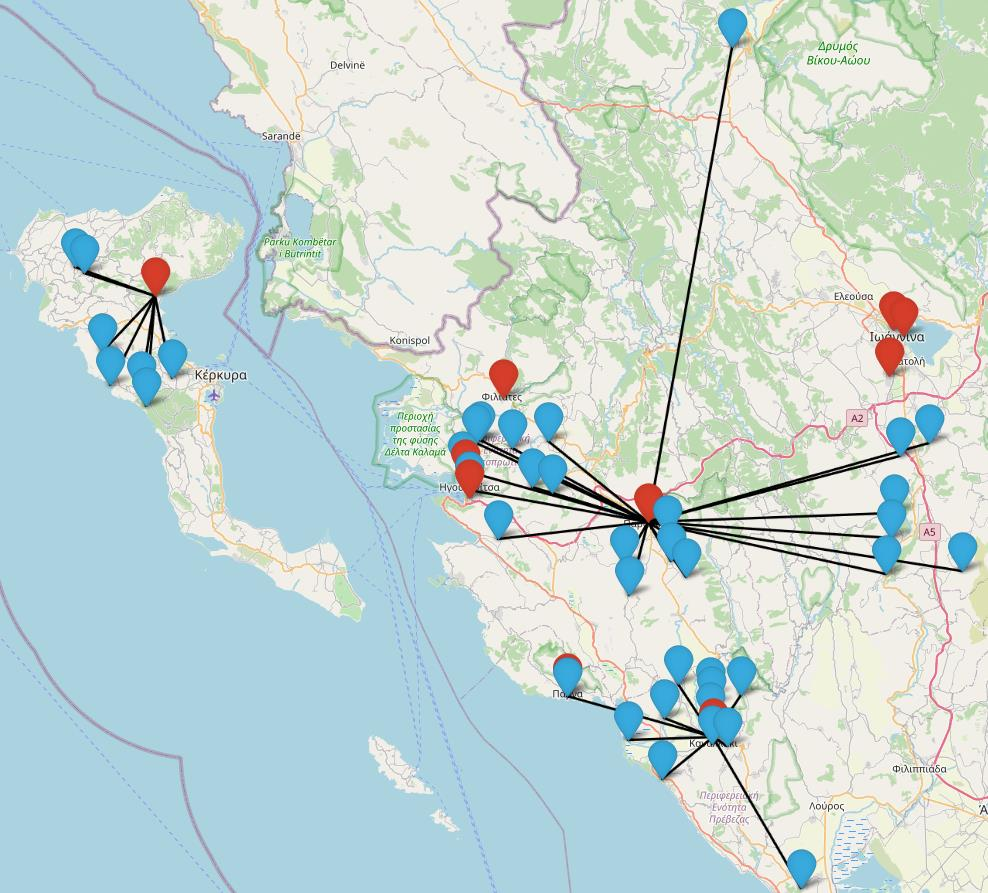 Delvinë
Δρυμός
Βίκου-Αώου
Sarandë
Parku Kombëtar
i Butrintit
Ελεούσα
Ιωάννινα
Konispol
Κέρκυρα
Φιλιάτες
Περιοχή
προστασίας
της φύσης
Δέλτα Καλαμά
A2
A5
Φιλιππιάδα
Περιφερειακή
Ενότητα
Πρέβεζας
Λούρος